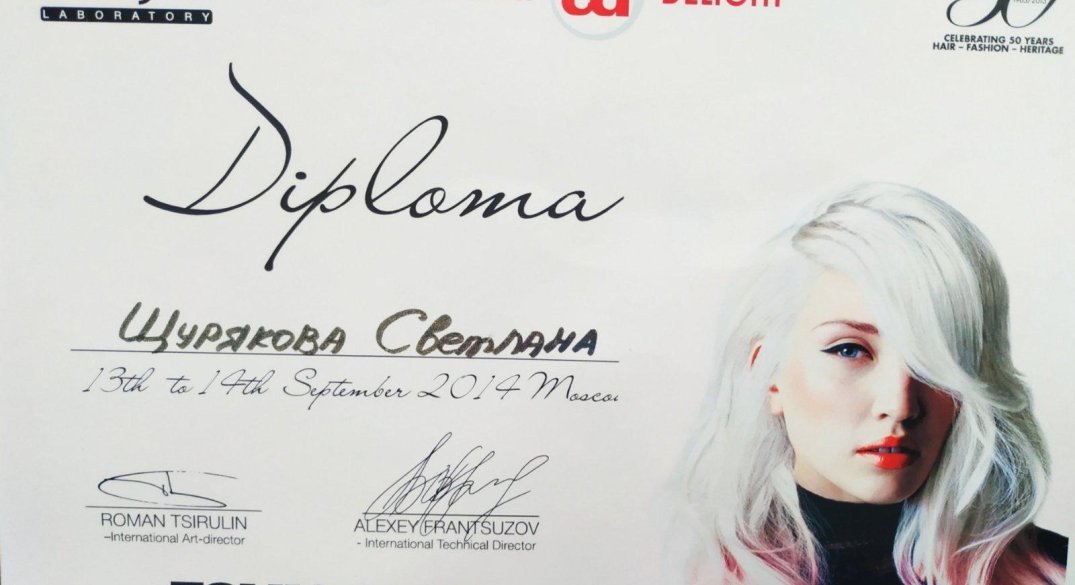 LABORATORY
CELEBRATING 50 YEARS
HAIR – FASHION – HERITAGE
Diploma
Щурякова Светлана
13th to 14th September 2014
ROMAN TSIRULIN
–International Art-director
ALEXEY FRANTSUZOV
- International Technical Director